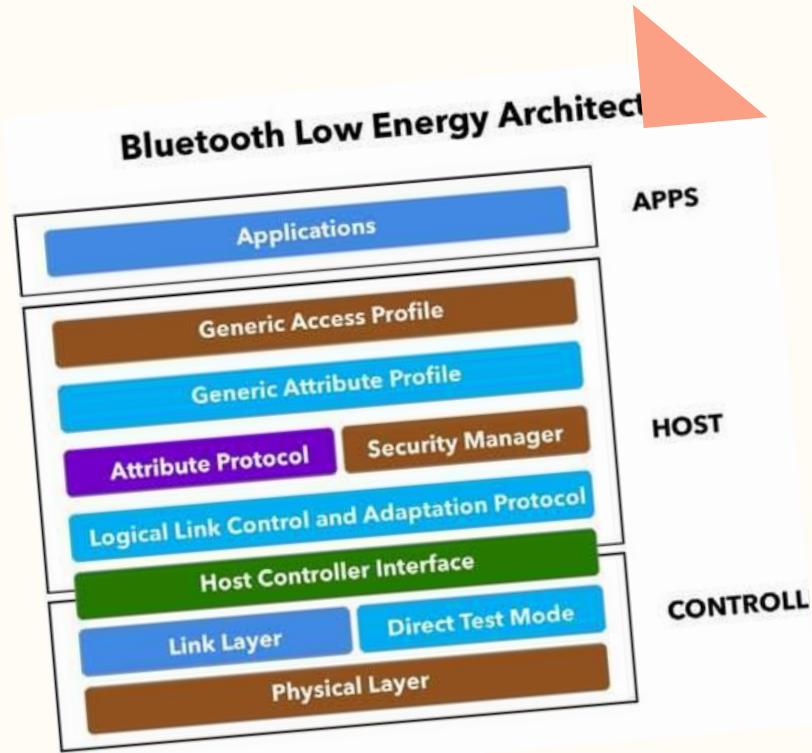 Bluetooth Low Energy Architect
Applications
APPS
Generic Access Profile
Generic Attribute Profile
Attribute Protocol
Security Manager
HOST
Logical Link Control and Adaptation Protocol
Host Controller Interface
Link Layer
Direct Test Mode
CONTROLL
Physical Layer